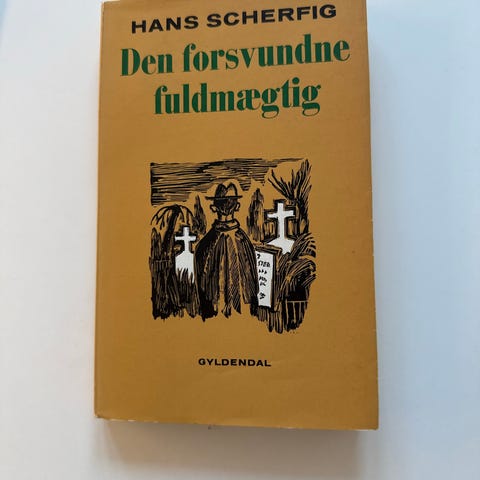 HANS SCHERFIG
Den forsvundne
fuldmægtig
GYLDENDAL